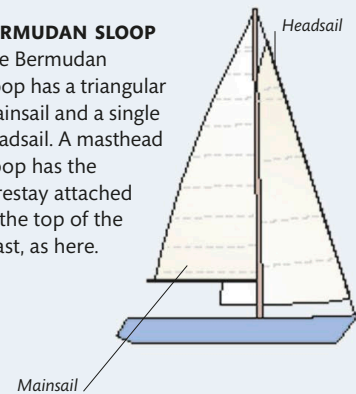 ERMUDAN SLOOP
e Bermudan
oop has a triangular
ainsail and a single
adsail. A masthead
oop has the
restay attached
the top of the
ast, as here.
Headsail
Mainsail